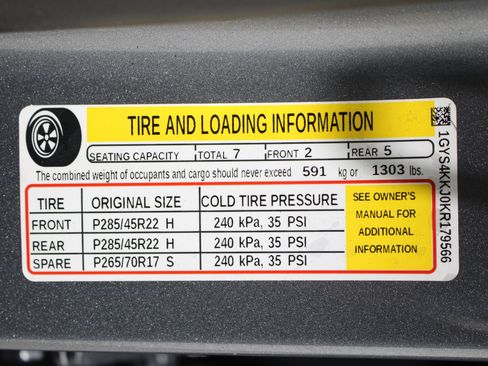 TIRE AND LOADING INFORMATION
SEATING CAPACITY TOTAL 7 FRONT 2 REAR 5
The combined weight of occupants and cargo should never exceed 591 kg or 1303 lbs.
TIRE ORIGINAL SIZE COLD TIRE PRESSURE
FRONT P285/45R22 H 240 kPa, 35 PSI
REAR P285/45R22 H 240 kPa, 35 PSI
SPARE P265/70R17 S 240 kPa, 35 PSI
SEE OWNER'S
MANUAL FOR
ADDITIONAL
INFORMATION
1GYS4KKJ0KR179566